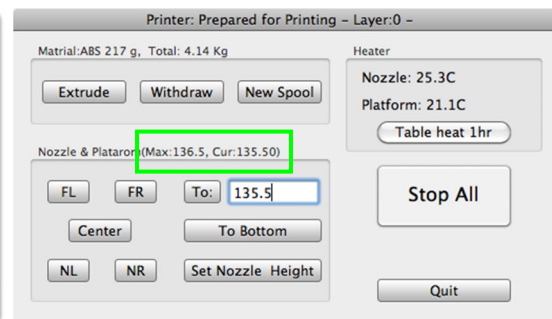 Printer: Prepared for Printing - Layer:0 -
Matrial:ABS 217 g, Total: 4.14 Kg
Extrude
Withdraw
New Spool
Heater
Nozzle: 25.3C
Platform: 21.1C
Table heat 1hr
Nozzle & Platarom(Max:136.5, Cur:135.50)
FL
FR
To:
135.5
Center
To Bottom
NL
NR
Set Nozzle Height
Stop All
Quit